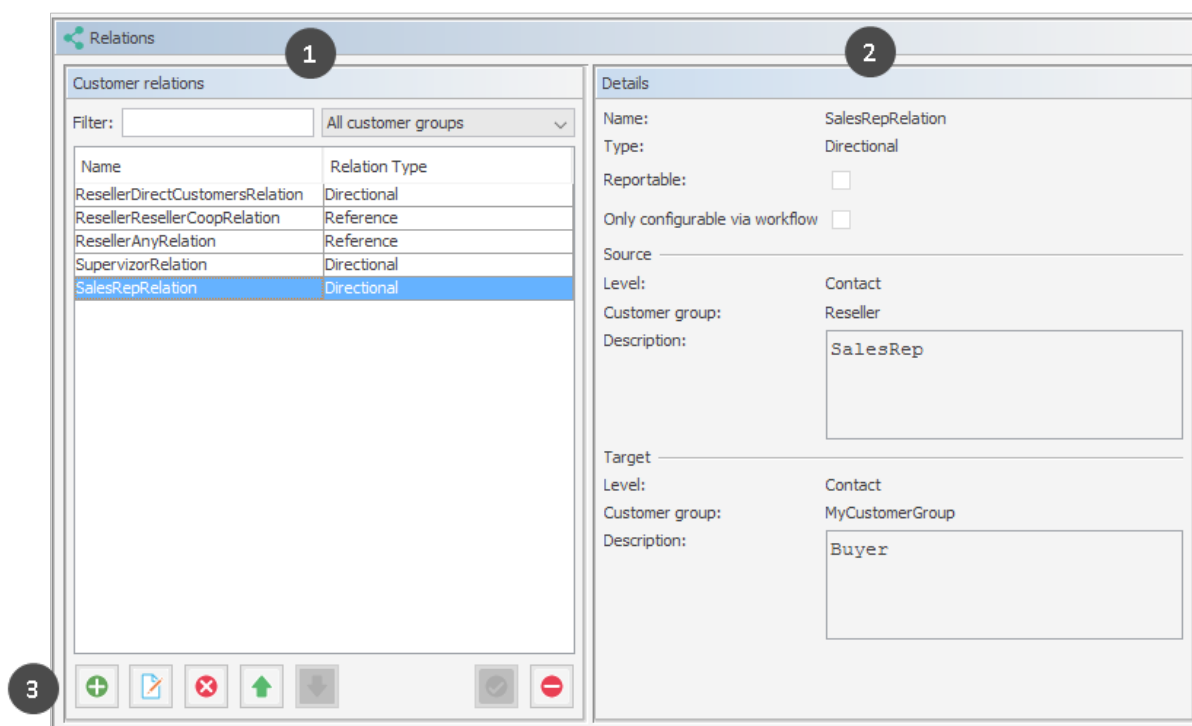 Relations
1
2
Customer relations
Filter: All customer groups
Name Relation Type
ResellerDirectCustomersRelation Directional
ResellerResellerCoopRelation Reference
ResellerAnyRelation Reference
SupervizorRelation Directional
SalesRepRelation Directional
3
Details
Name: SalesRepRelation
Type: Directional
Reportable:
Only configurable via workflow
Source
Level: Contact
Customer group: Reseller
Description: SalesRep
Target
Level: Contact
Customer group: MyCustomerGroup
Description: Buyer